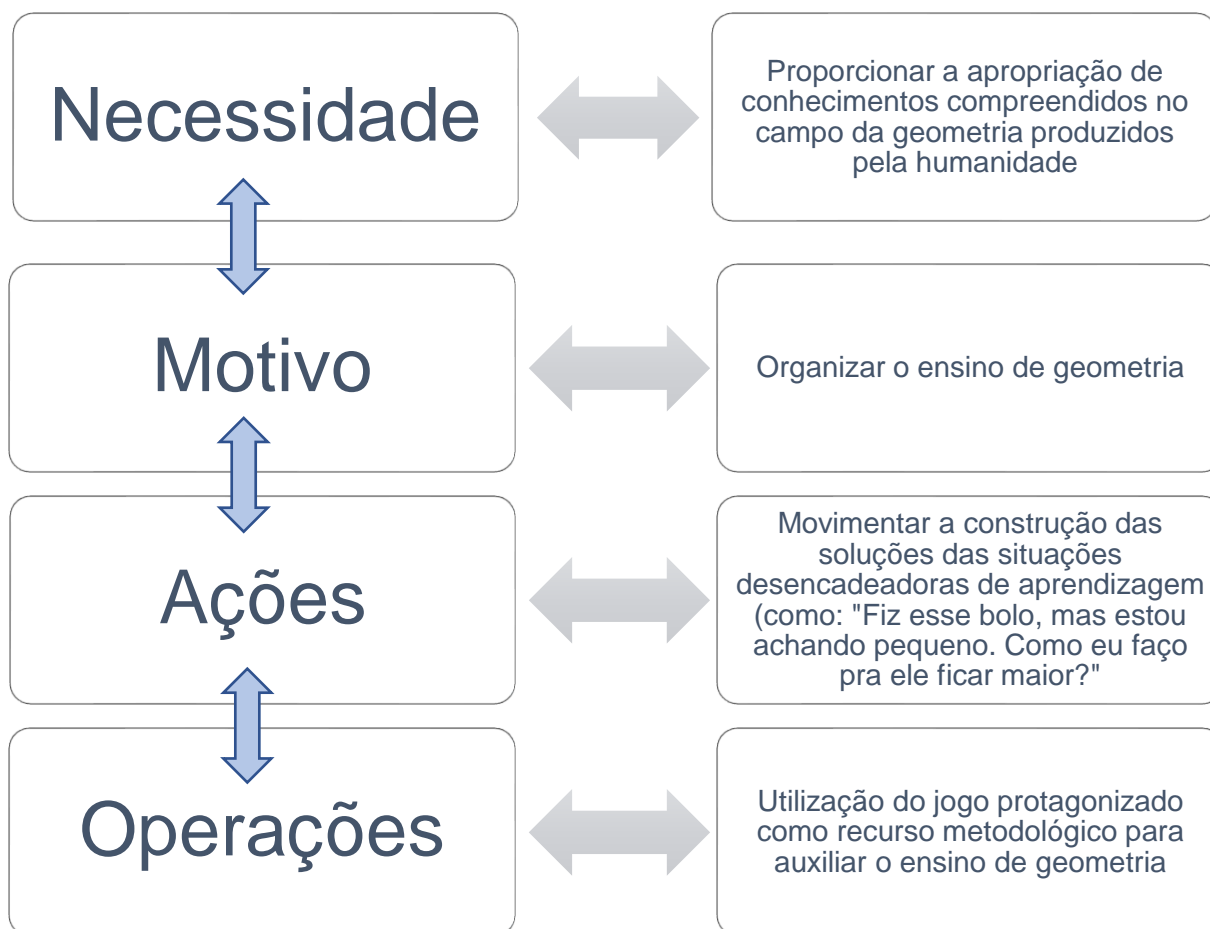 Necessidade
Proporcionar a apropriação de
conhecimentos compreendidos no
campo da geometria produzidos
pela humanidade
Motivo
Organizar o ensino de geometria
Ações
Movimentar a construção das
soluções das situações
desencadeadoras de aprendizagem
(como: "Fiz esse bolo, mas estou
achando pequeno. Como eu faço
pra ele ficar maior?"
Operações
Utilização do jogo protagonizado
como recurso metodológico para
auxiliar o ensino de geometria